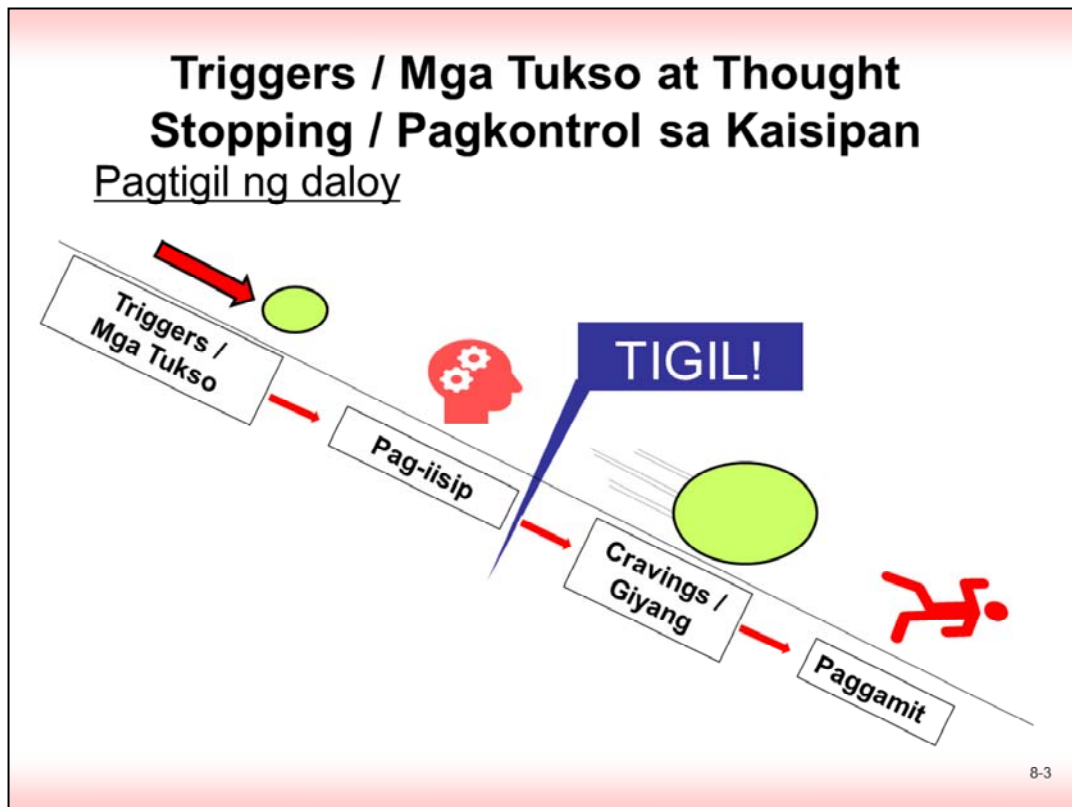 Triggers / Mga Tukso at Thought
Stopping / Pagkontrol sa Kaisipan
Pagtigil ng daloy
Triggers /
Mga Tukso
Pag-iisip
TIGIL!
Cravings /
Giyang
Paggamit
8-3